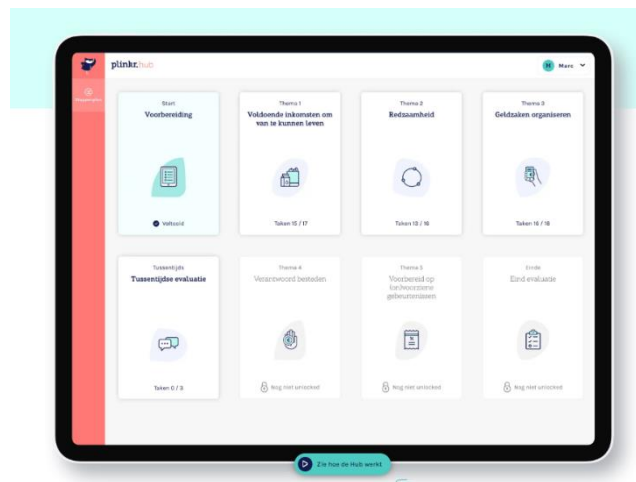 plinkr.hub
M Marc
Start
Voorbereiding
Voltooid
Thema 1
Voldoende inkomsten om
van te kunnen leven
Taken 15 / 17
Thema 2
Redzaamheid
Taken 13 / 16
Thema 3
Geldzaken organiseren
Taken 16 / 18
Tussentijds
Tussentijdse evaluatie
Taken 0 / 3
Thema 4
Verantwoord besteden
Nog niet unlocked
Thema 5
Voorbereid op
(on)voorziene
gebeurtenissen
Nog niet unlocked
Einde
Eind evaluatie
Nog niet unlocked
Zie hoe de Hub werkt